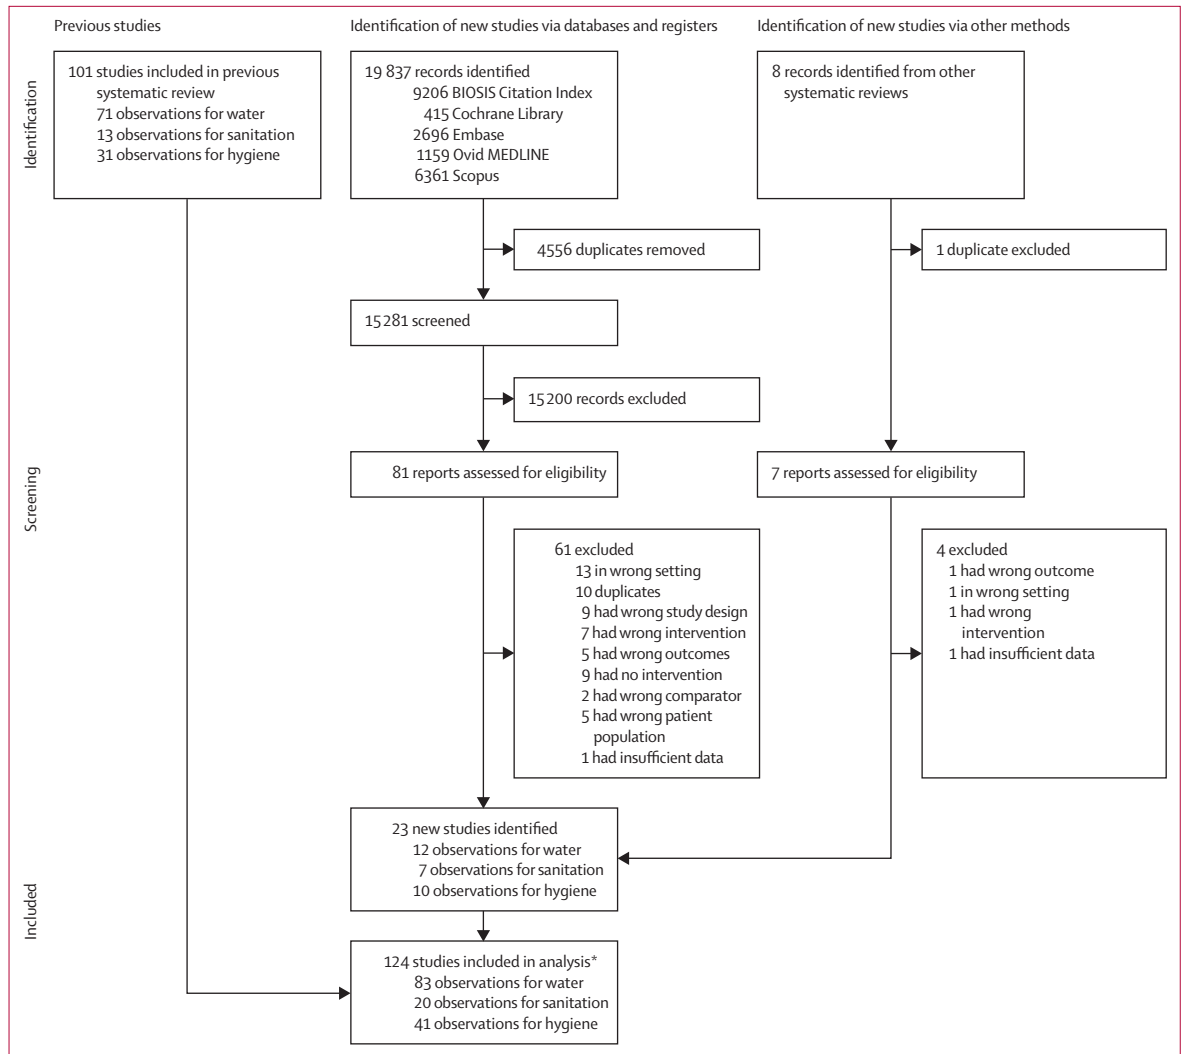 Previous studies
Identification of new studies via databases and registers
Identification of new studies via other methods
Identification
101 studies included in previous
systematic review
71 observations for water
13 observations for sanitation
31 observations for hygiene
19 837 records identified
9206 BIOSIS Citation Index
415 Cochrane Library
2696 Embase
1159 Ovid MEDLINE
6361 Scopus
8 records identified from other
systematic reviews
4556 duplicates removed
1 duplicate excluded
15 281 screened
15 200 records excluded
Screening
81 reports assessed for eligibility
7 reports assessed for eligibility
61 excluded
13 in wrong setting
10 duplicates
9 had wrong study design
7 had wrong intervention
5 had wrong outcomes
9 had no intervention
2 had wrong comparator
5 had wrong patient
population
1 had insufficient data
4 excluded
1 had wrong outcome
1 in wrong setting
1 had wrong
intervention
1 had insufficient data
Included
23 new studies identified
12 observations for water
7 observations for sanitation
10 observations for hygiene
124 studies included in analysis*
83 observations for water
20 observations for sanitation
41 observations for hygiene